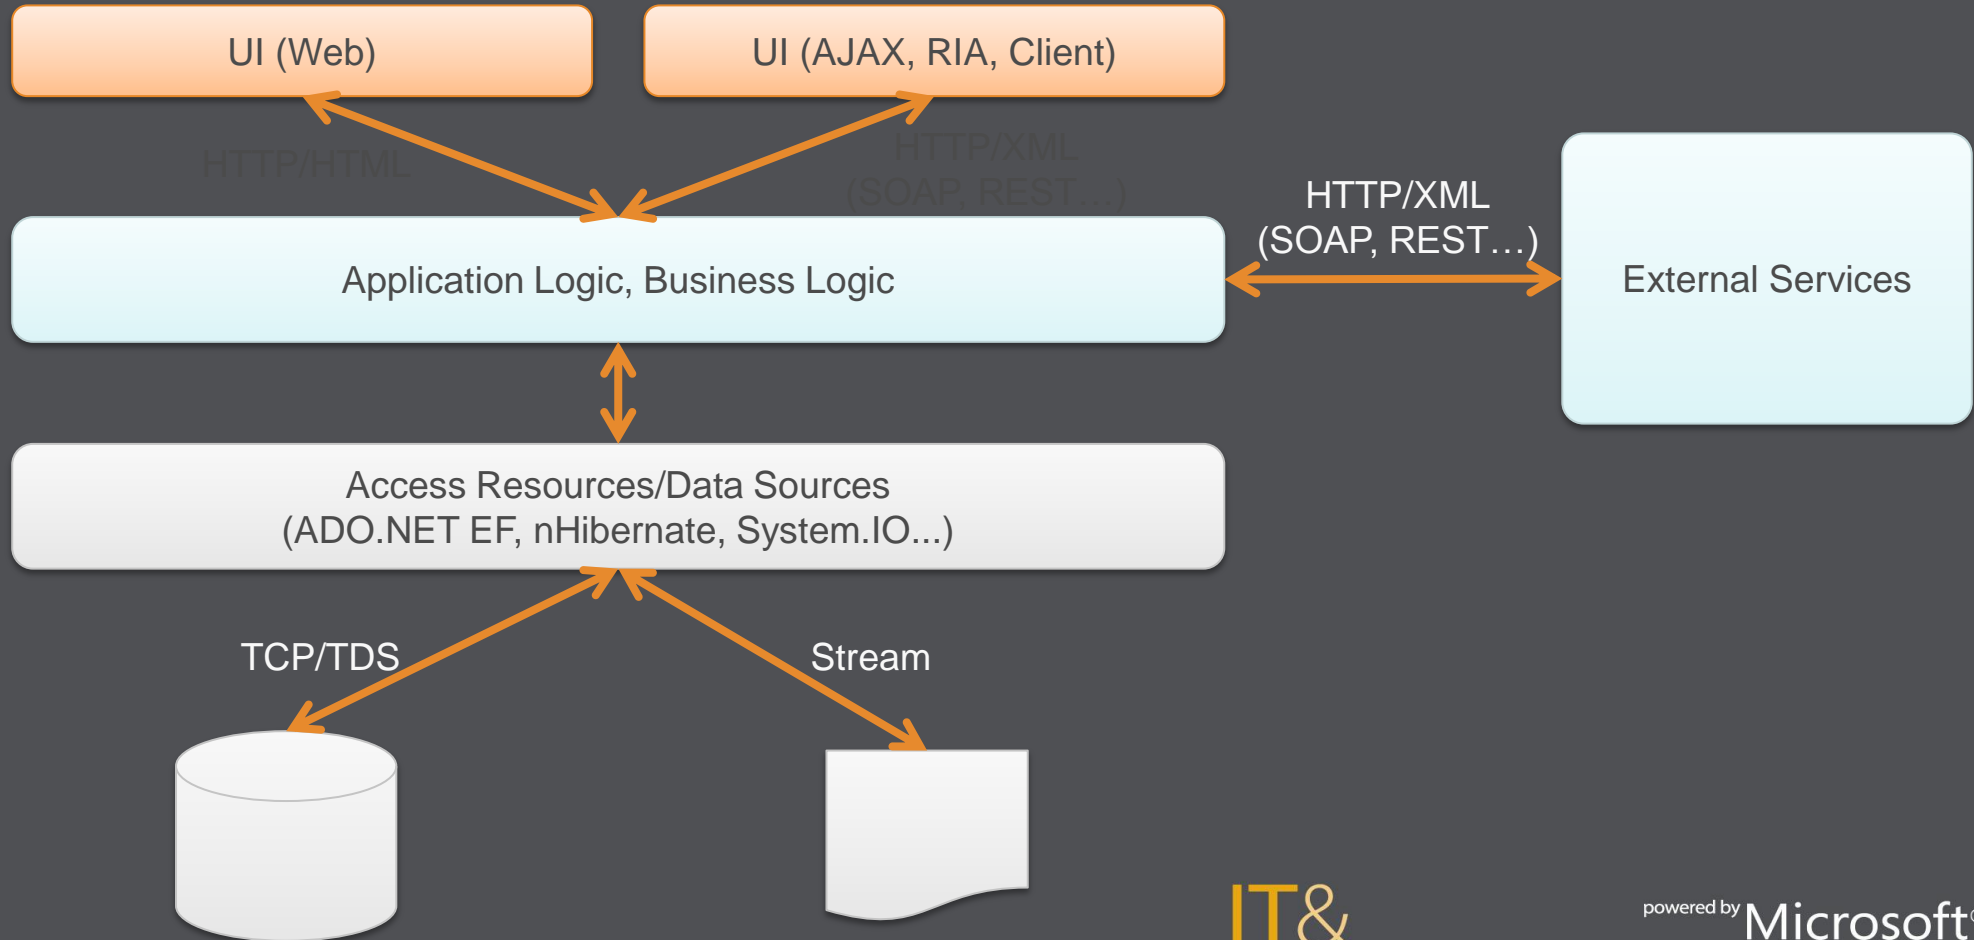 UI (Web)
UI (AJAX, RIA, Client)
HTTP/HTML
HTTP/XML
(SOAP, REST…)
HTTP/XML
(SOAP, REST…)
Application Logic, Business Logic
External Services
Access Resources/Data Sources
(ADO.NET EF, nHibernate, System.IO...)
TCP/TDS
Stream
IT&
powered by Microsoft®